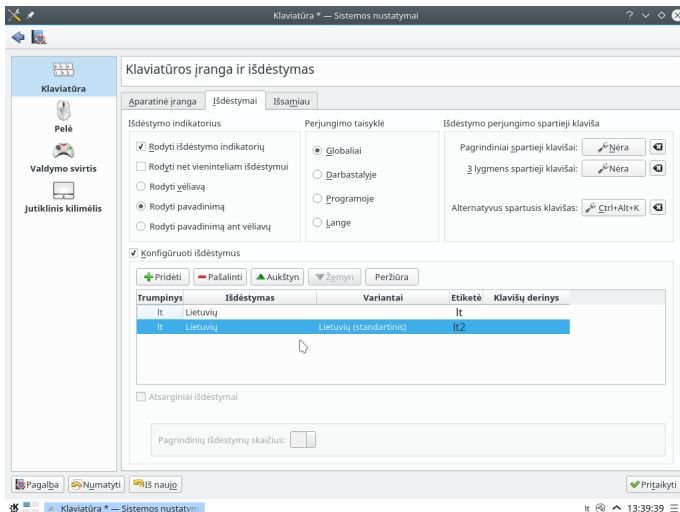 Klaviatūra * — Sistemos nustatymai
Klaviatūra
Pelė
Valdymo svirtis
Jutiklinis kilimėlis
Klaviatūros įranga ir išdėstymas
Aparatinė įranga Išdėstymai Išsamiau
Išdėstymo indikatorius
Rodyti išdėstymo indikatorių
Rodyti net vieninteliam išdėstymui
Rodyti vėliavą
Rodyti pavadinimą
Rodyti pavadinimą ant vėliavų
Perjungimo taisyklė
Globaliai
Darbastalyje
Programoje
Lange
Išdėstymo perjungimo spartieji klaviša
Pagrindiniai spartieji klavišai: Nėra
3 lygmens spartieji klavišai: Nėra
Alternatyvus spartusis klavišas: Ctrl+Alt+K
Konfigūruoti išdėstymus
Pridėti Pašalinti Aukštyn Žemyn Peržiūra
Trumpinys Išdėstymas Variantai Etiketė Klavišų derinys
lt Lietuvių lt
lt Lietuvių Lietuvių (standartinis) lt2
Atsarginiai išdėstymai
Pagrindinių išdėstymų skaičius:
Pagalba Numatyti Iš naujo Pritaikyti
Klaviatūra * — Sistemos nustatym
lt 13:39:39